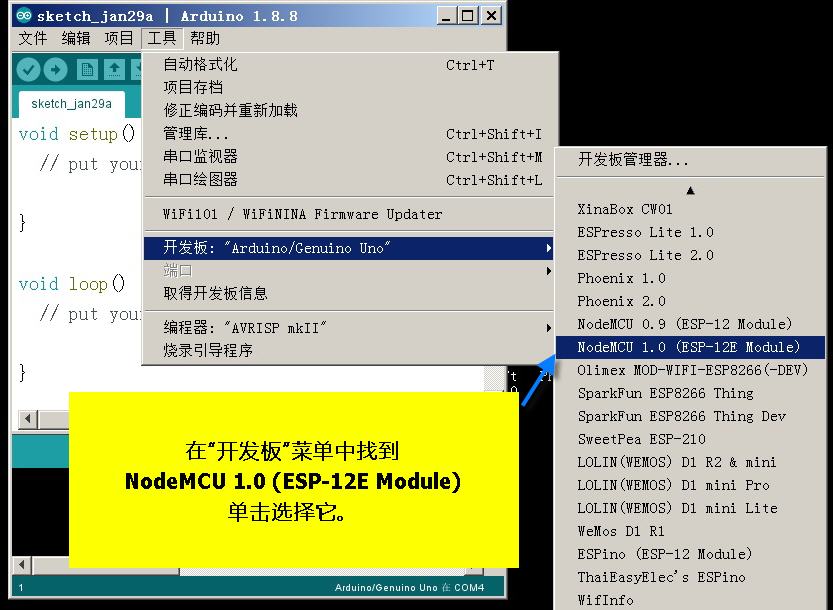 sketch_jan29a | Arduino 1.8.8
文件 编辑 项目 工具 帮助
sketch_jan29a
void setup()
// put your
}
void loop()
// put your
}
自动格式化 Ctrl+T
项目存档
修正编码并重新加载
管理库... Ctrl+Shift+I
串口监视器 Ctrl+Shift+M
串口绘图器 Ctrl+Shift+L
WiFi101 / WiFiNINA Firmware Updater
开发板: "Arduino/Genuino Uno"
端口
取得开发板信息
编程器: "AVRISP mkII"
烧录引导程序
开发板管理器...
XinaBox CW01
ESPresso Lite 1.0
ESPresso Lite 2.0
Phoenix 1.0
Phoenix 2.0
NodeMCU 0.9 (ESP-12 Module)
NodeMCU 1.0 (ESP-12E Module)
Olimex MOD-WIFI-ESP8266(-DEV)
SparkFun ESP8266 Thing
SparkFun ESP8266 Thing Dev
SweetPea ESP-210
LOLIN(WEMOS) D1 R2 & mini
LOLIN(WEMOS) D1 mini Pro
LOLIN(WEMOS) D1 mini Lite
WeMos D1 R1
ESPino (ESP-12 Module)
ThaiEasyElec's ESPino
WifInfo
在"开发板"菜单中找到
NodeMCU 1.0 (ESP-12E Module)
单击选择它。
1 Arduino/Genuino Uno 在 COM4